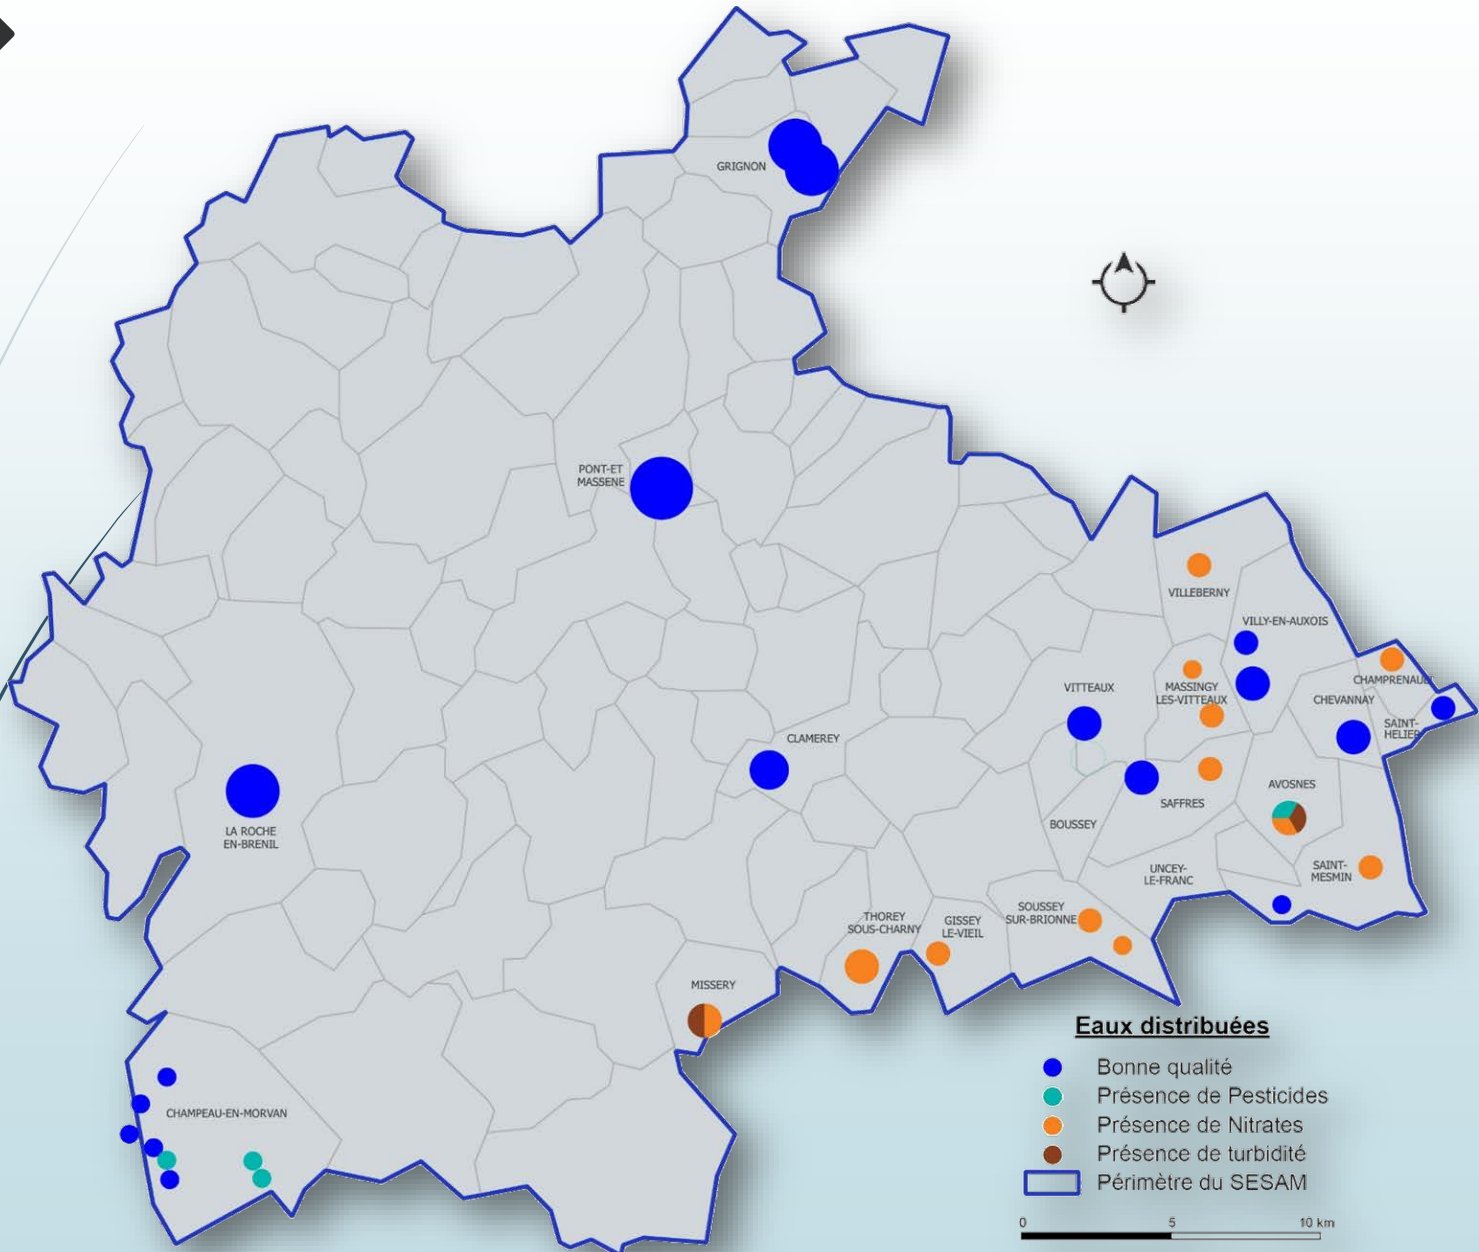 GRIGNON
PONT-ET
MASSENE
VILLEBERNY
VILLY-EN-AUXOIS
CHAMPRENAUL
VITTEAUX
MASSINGY
LES-VITTEAUX
CHEVANNAY
SAINT-
HELIER
CLAMEREY
AVOSNES
SAFFRES
LA ROCHE
EN-BRENIL
BOUSSEY
UNCEY-
LE-FRANC
SAINT-
MESMIN
THOREY
SOUS-CHARNY
GISSEY
LE-VIEIL
SOUSSEY
SUR-BRIONNE
MISSERY
CHAMPEAU-EN-MORVAN
Eaux distribuées
Bonne qualité
Présence de Pesticides
Présence de Nitrates
Présence de turbidité
Périmètre du SESAM
0 5 10 km